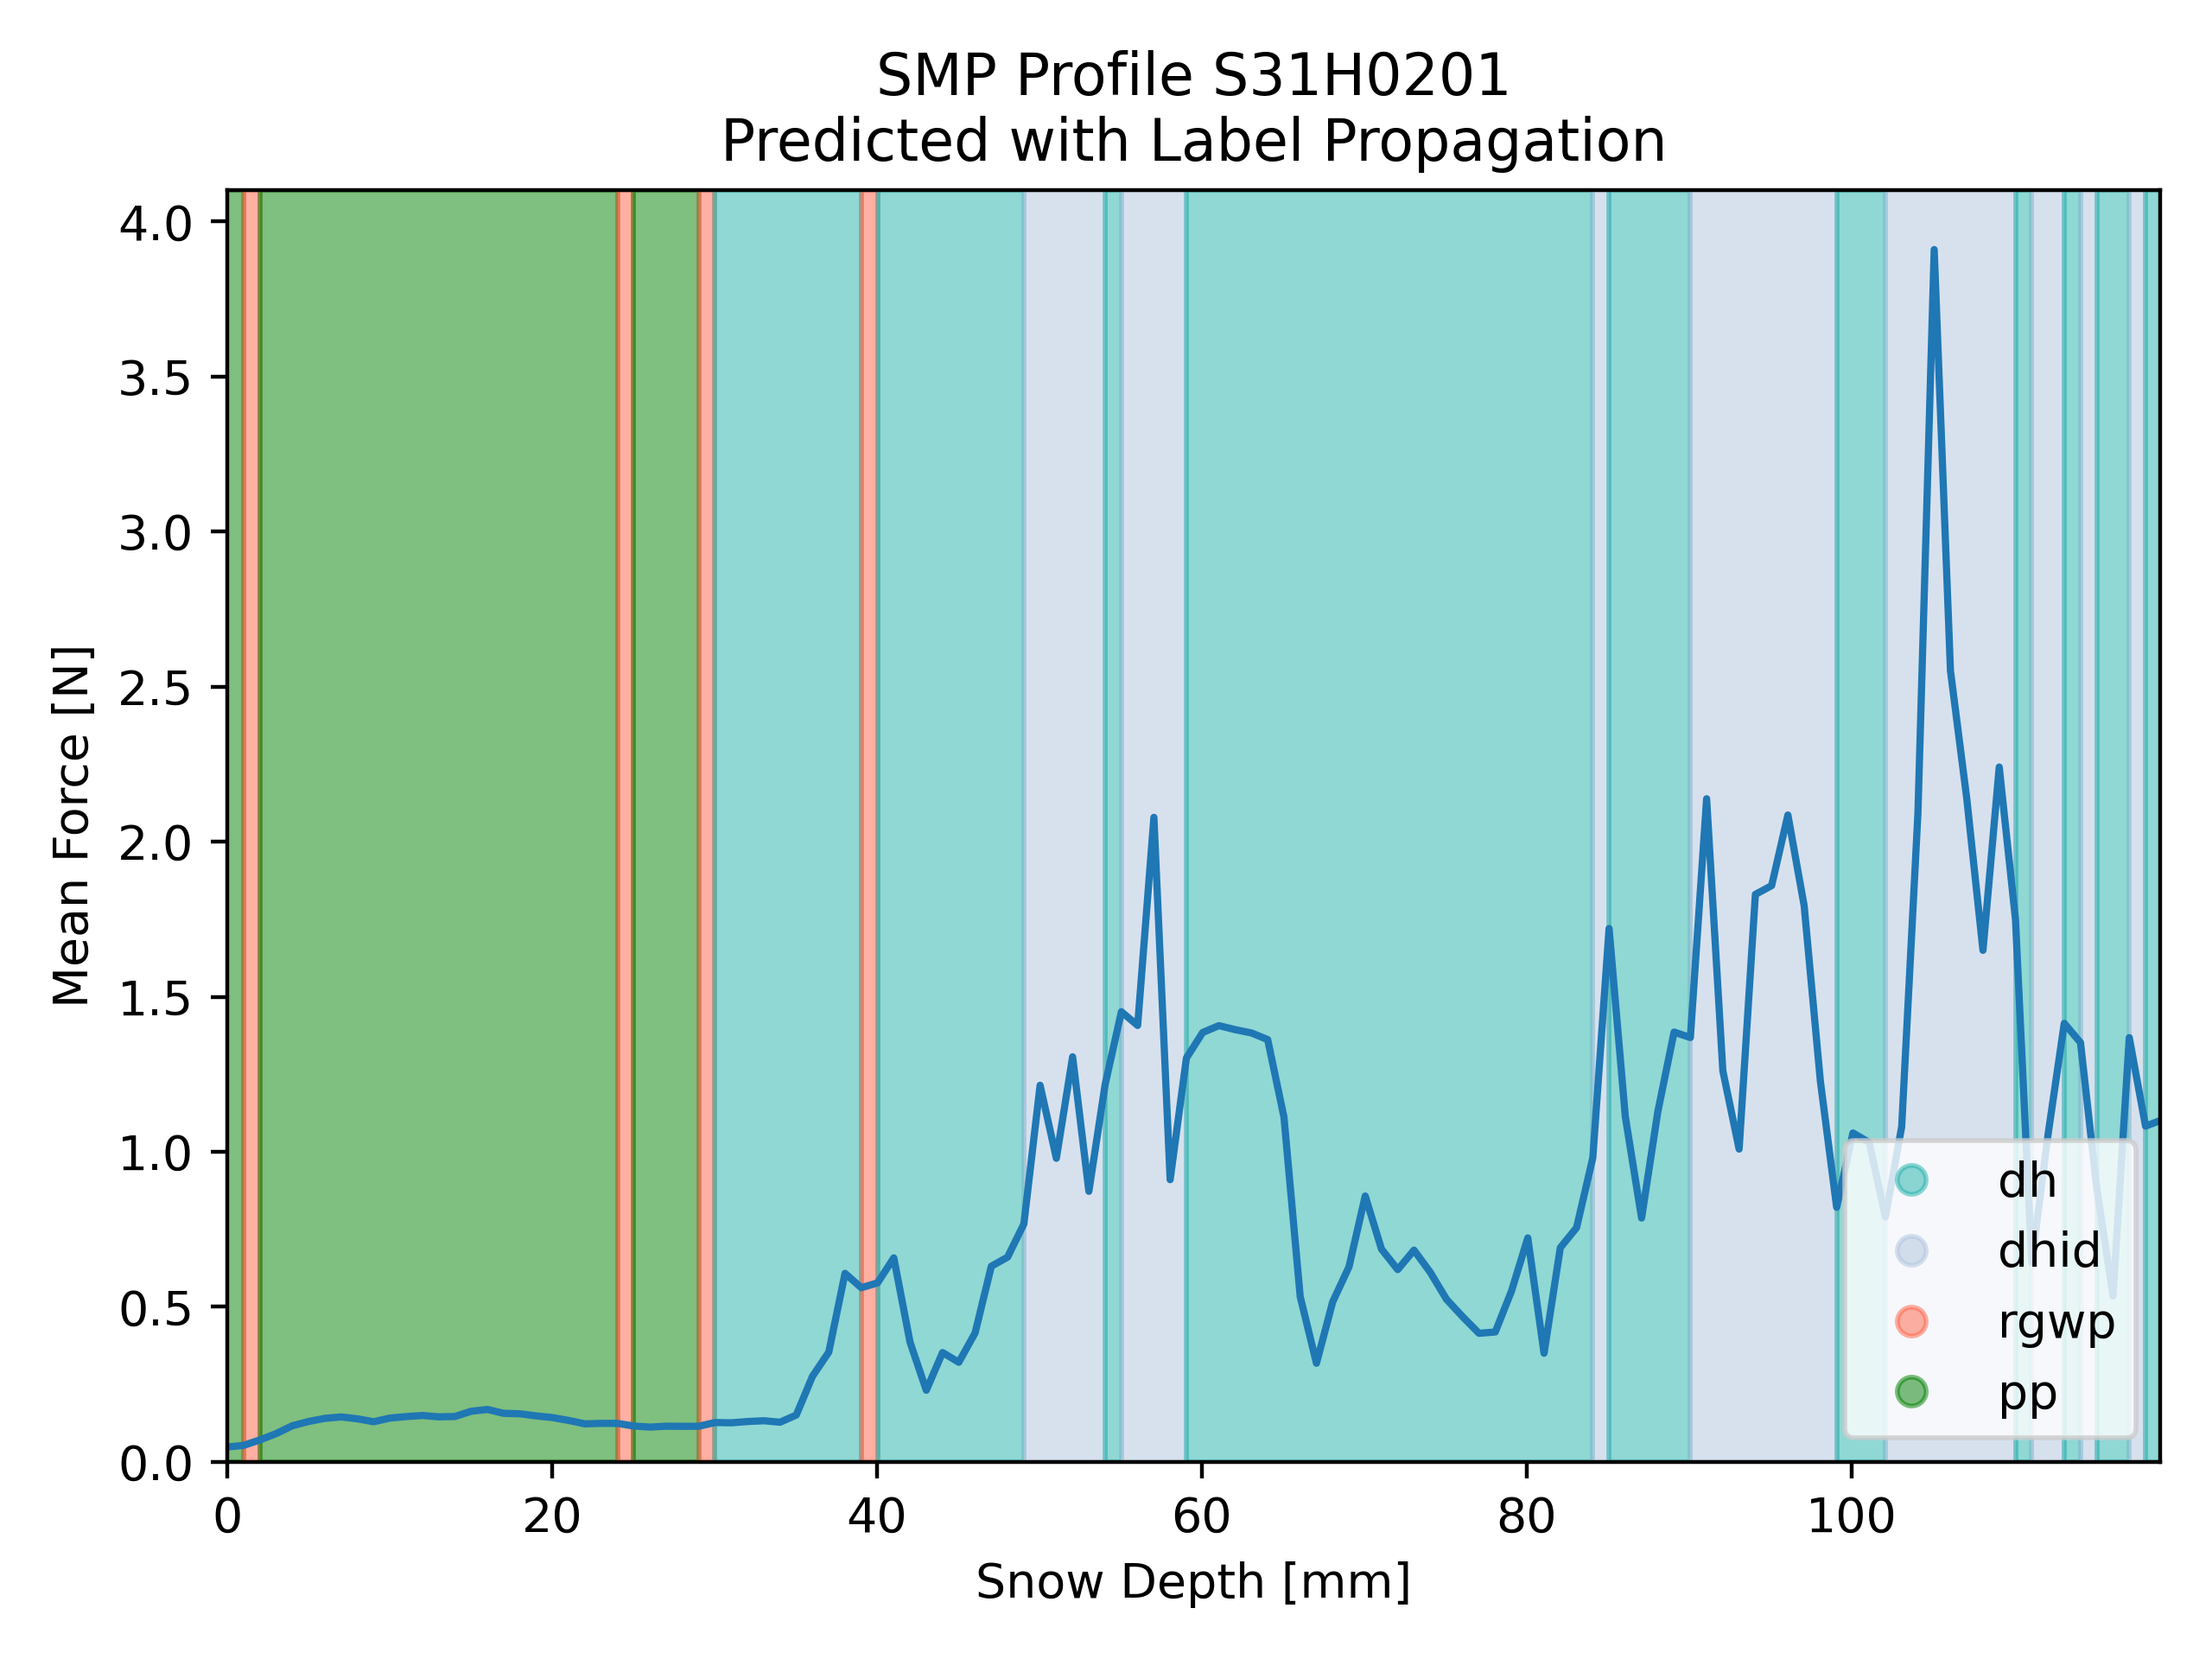 SMP Profile S31H0201
Predicted with Label Propagation
Mean Force [N]
4.0
3.5
3.0
2.5
2.0
1.5
1.0
0.5
0.0
dh
dhid
rgwp
pp
0 20 40 60 80 100
Snow Depth [mm]